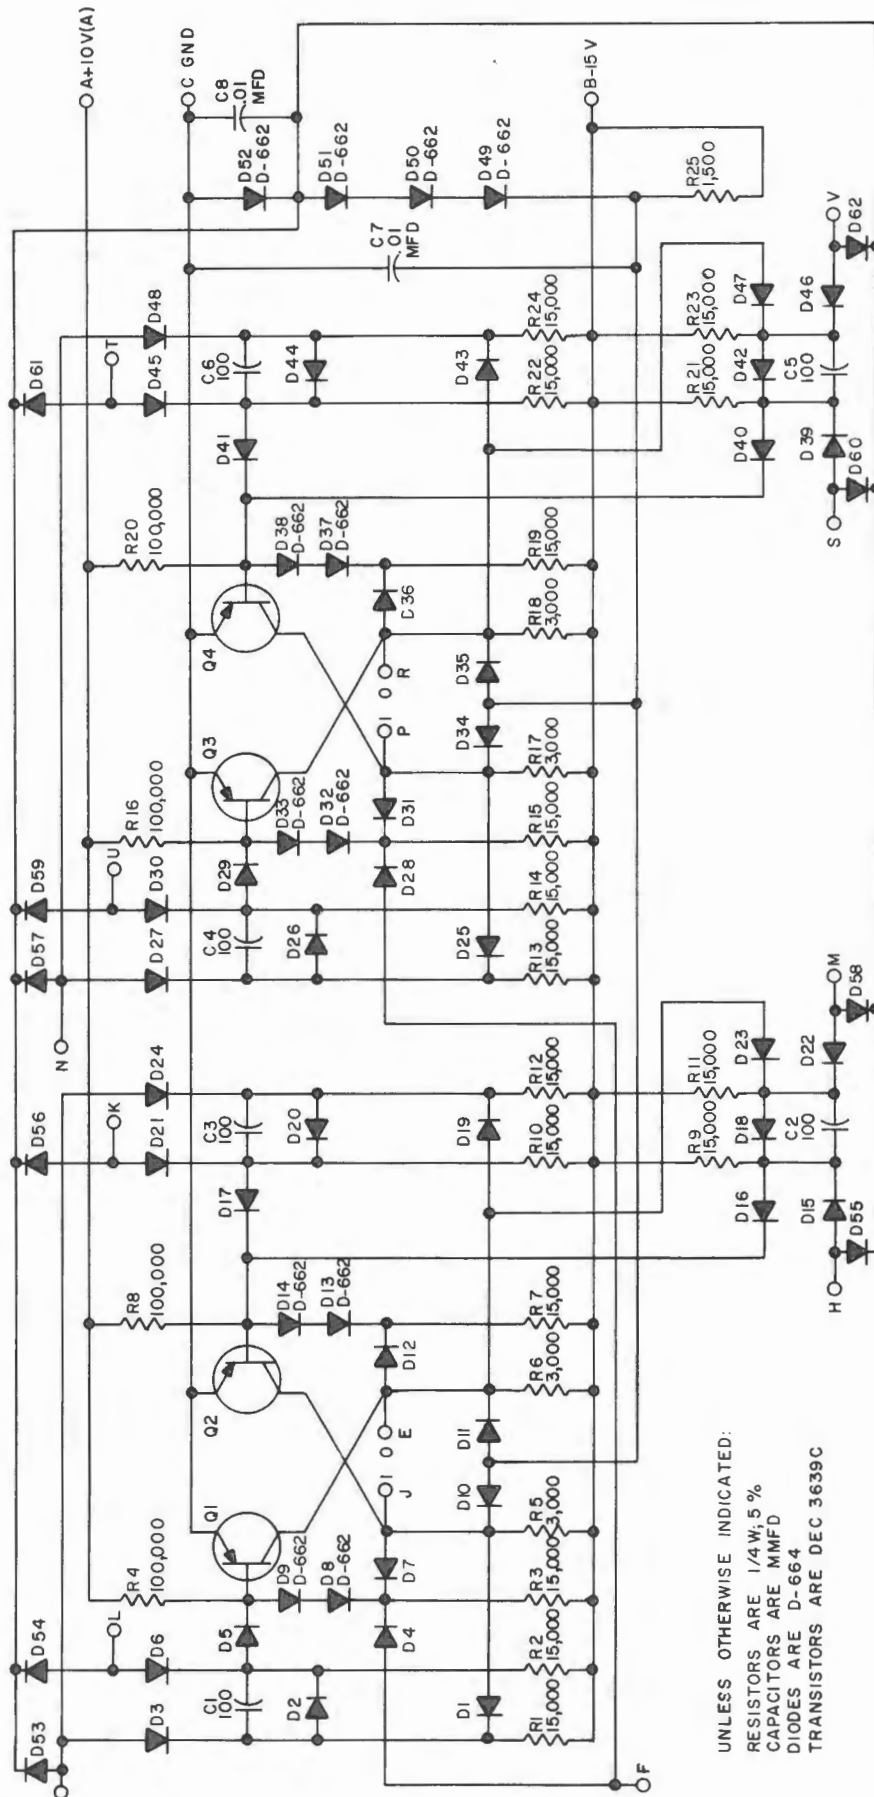 A+10V(A)
C GND
C8
.01
MFD
D52
D-662
D51
D-662
D50
D-662
D49
D-662
C7
.01
MFD
B-15V
R25
1,500
D61
T
D45
D48
C6
100
D44
D41
D43
R24
15,000
R22
15,000
R23
15,000
R21
15,000
D47
D42
D40
D46
V
D62
C5
100
D39
D60
S
R20
100,000
D38
D-662
D37
D-662
Q4
D36
R19
15,000
R18
3,000
0
R
1
P
D35
D34
R17
3,000
Q3
R16
100,000
D33
D-662
D32
D-662
D31
D28
R15
15,000
D59
U
D30
D29
D57
D27
C4
100
D26
D25
R14
15,000
R13
15,000
N
D24
D56
K
D21
C3
100
D20
D17
D19
R12
15,000
R10
15,000
R11
15,000
R9
15,000
D23
D18
D16
D22
M
D58
C2
100
D15
D55
H
R8
100,000
D14
D-662
D13
D-662
Q2
D12
R7
15,000
R6
3,000
0
E
1
J
D11
D10
R5
3,000
Q1
R4
100,000
D9
D-662
D8
D-662
D7
D4
R3
15,000
D54
L
D6
D5
D53
D3
C1
100
D2
D1
R2
15,000
R1
15,000
F
UNLESS OTHERWISE INDICATED:
RESISTORS ARE 1/4W; 5%
CAPACITORS ARE MMFD
DIODES ARE D-664
TRANSISTORS ARE DEC 3639C